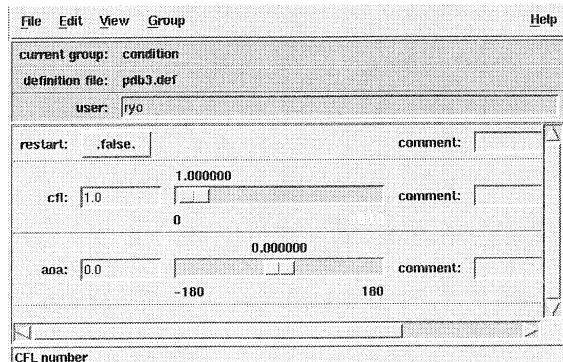 File Edit View Group Help
current group: condition
definition file: pdb3.def
user: ryo
restart: .false. comment:
1.000000
cfl: 1.0 comment:
0
0.000000
aoa: 0.0 comment:
-180 180
CFL number